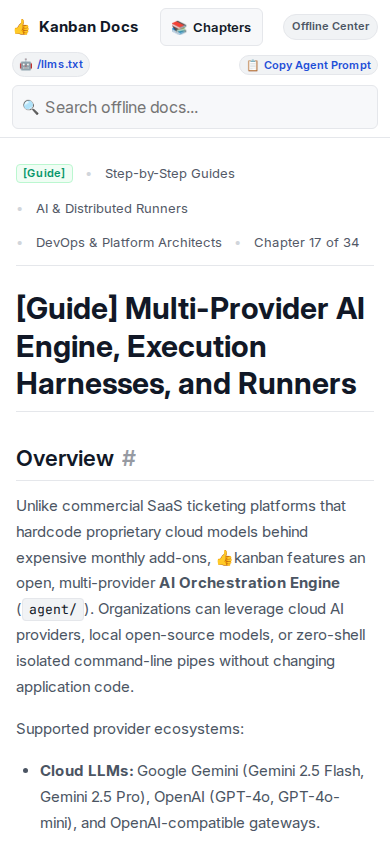 👍 Kanban Docs
📚 Chapters
Offline Center
🤖 /llms.txt
📋 Copy Agent Prompt
🔍 Search offline docs...
[Guide] • Step-by-Step Guides
• AI & Distributed Runners
• DevOps & Platform Architects • Chapter 17 of 34
[Guide] Multi-Provider AI
Engine, Execution
Harnesses, and Runners
Overview #
Unlike commercial SaaS ticketing platforms that
hardcode proprietary cloud models behind
expensive monthly add-ons, 👍kanban features an
open, multi-provider AI Orchestration Engine
(agent/). Organizations can leverage cloud AI
providers, local open-source models, or zero-shell
isolated command-line pipes without changing
application code.
Supported provider ecosystems:
• Cloud LLMs: Google Gemini (Gemini 2.5 Flash,
Gemini 2.5 Pro), OpenAI (GPT-4o, GPT-4o-
mini), and OpenAI-compatible gateways.